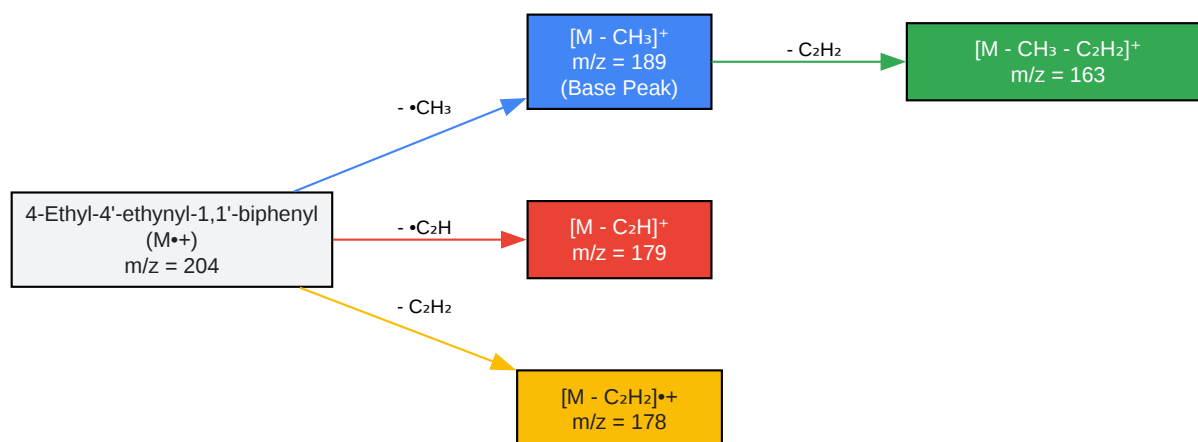 [M - CH₃]⁺
m/z = 189
(Base Peak)
- C₂H₂
[M - CH₃ - C₂H₂]⁺
m/z = 163
- •CH₃
4-Ethyl-4'-ethynyl-1,1'-biphenyl
(M•+)
m/z = 204
- •C₂H
[M - C₂H]⁺
m/z = 179
- C₂H₂
[M - C₂H₂]•+
m/z = 178